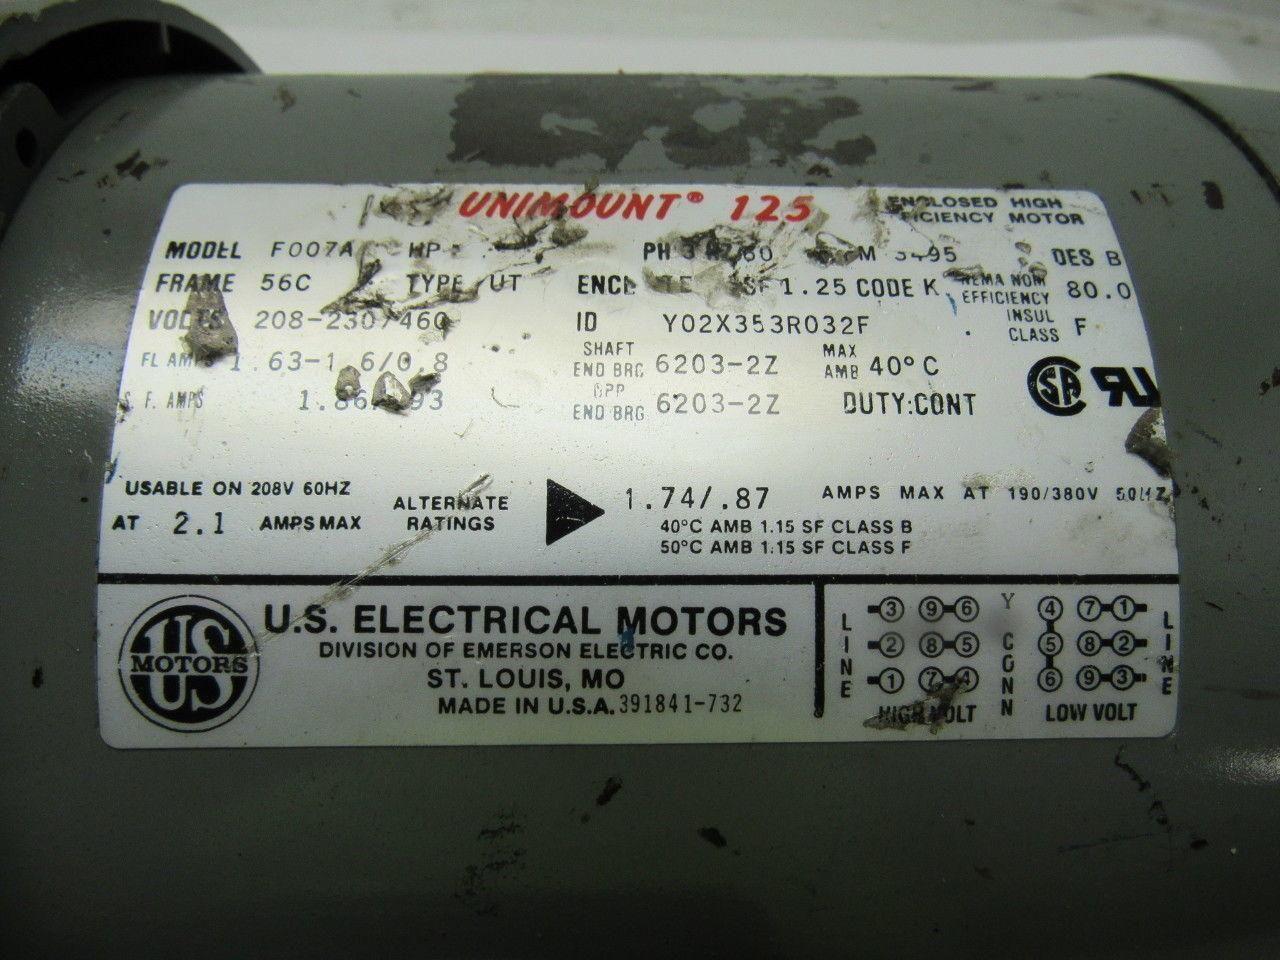 UNIMOUNT® 125
ENCLOSED HIGH
MOTOR
MODEL F007A HP PH
DES B
FRAME 56C TYPE UT ENCL SF 1.25 CODE K NEMA NOM EFFICIENCY 80.0
VOLTS 208-230/460 ID Y02X353R032F INSUL CLASS F
FL AMPS 1.63-1.6/0.8 SHAFT END BRG 6203-2Z MAX AMB 40°C
S.F. AMPS OPP END BRG 6203-2Z DUTY:CONT
USABLE ON 208V 60HZ
AT 2.1 AMPS MAX
ALTERNATE
RATINGS
1.74/.87 AMPS MAX AT 190/380V 50HZ
40°C AMB 1.15 SF CLASS B
50°C AMB 1.15 SF CLASS F
US
MOTORS
U.S. ELECTRICAL MOTORS
DIVISION OF EMERSON ELECTRIC CO.
ST. LOUIS, MO
MADE IN U.S.A. 391841-732
LINE
3 9 6
2 8 5
1 7 4
HIGH VOLT
Y CONN
4 7 1
5 8 2
6 9 3
LOW VOLT
LINE